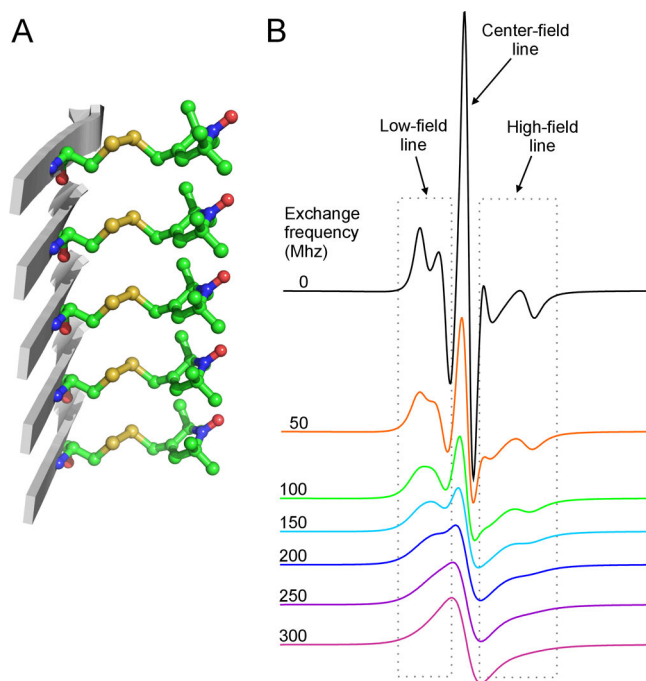 A
B
Center-field
line
Low-field
line
High-field
line
Exchange
frequency
(Mhz)
0
50
100
150
200
250
300